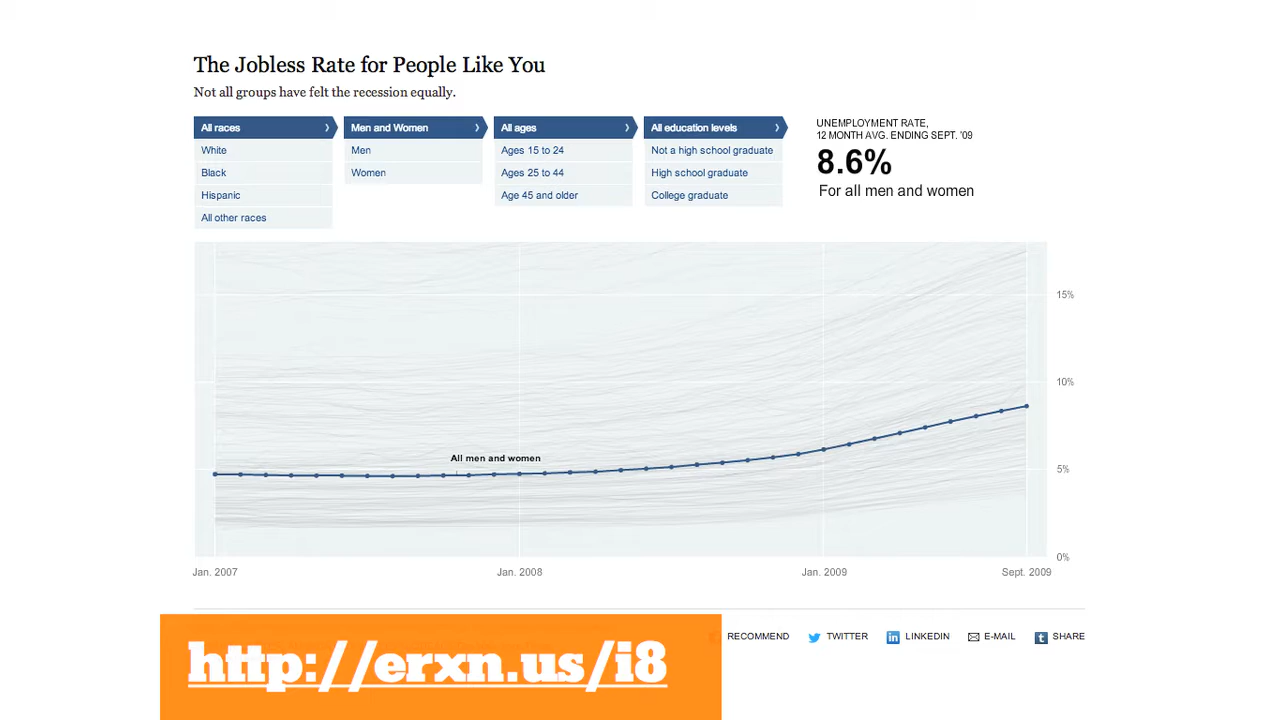 The Jobless Rate for People Like You
Not all groups have felt the recession equally.
All races
White
Black
Hispanic
All other races
Men and Women
Men
Women
All ages
Ages 15 to 24
Ages 25 to 44
Age 45 and older
All education levels
Not a high school graduate
High school graduate
College graduate
UNEMPLOYMENT RATE,
12 MONTH AVG. ENDING SEPT. '09
8.6%
For all men and women
15%
10%
All men and women
5%
0%
Jan. 2007 Jan. 2008 Jan. 2009 Sept. 2009
RECOMMEND TWITTER LINKEDIN E-MAIL SHARE
http://erxn.us/i8